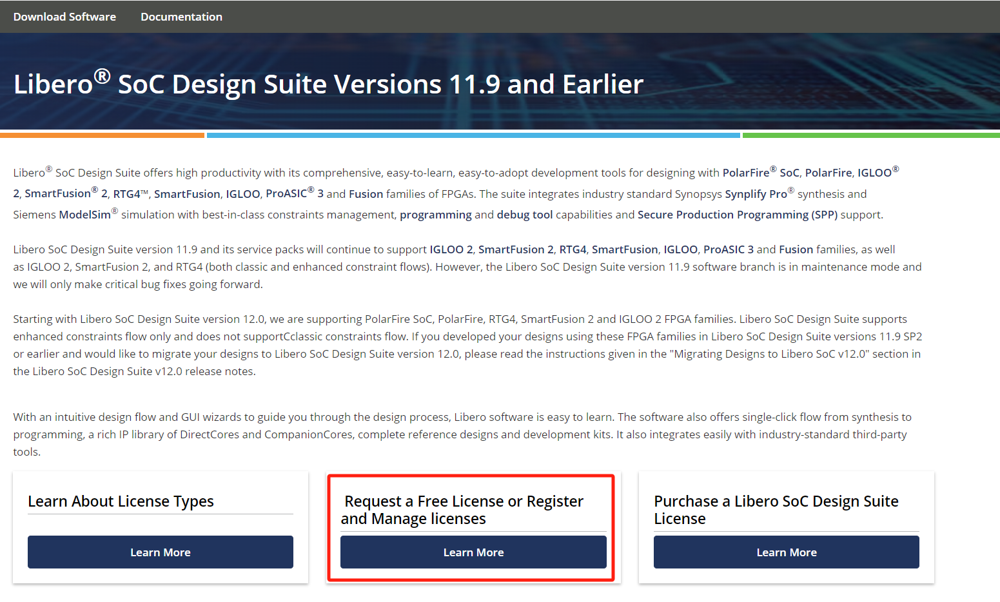 Download Software Documentation
Libero® SoC Design Suite Versions 11.9 and Earlier
Libero® SoC Design Suite offers high productivity with its comprehensive, easy-to-learn, easy-to-adopt development tools for designing with PolarFire® SoC, PolarFire, IGLOO®
2, SmartFusion® 2, RTG4™, SmartFusion, IGLOO, ProASIC® 3 and Fusion families of FPGAs. The suite integrates industry standard Synopsys Synplify Pro® synthesis and
Siemens ModelSim® simulation with best-in-class constraints management, programming and debug tool capabilities and Secure Production Programming (SPP) support.
Libero SoC Design Suite version 11.9 and its service packs will continue to support IGLOO 2, SmartFusion 2, RTG4, SmartFusion, IGLOO, ProASIC 3 and Fusion families, as well
as IGLOO 2, SmartFusion 2, and RTG4 (both classic and enhanced constraint flows). However, the Libero SoC Design Suite version 11.9 software branch is in maintenance mode and
we will only make critical bug fixes going forward.
Starting with Libero SoC Design Suite version 12.0, we are supporting PolarFire SoC, PolarFire, RTG4, SmartFusion 2 and IGLOO 2 FPGA families. Libero SoC Design Suite supports
enhanced constraints flow only and does not supportCclassic constraints flow. If you developed your designs using these FPGA families in Libero SoC Design Suite versions 11.9 SP2
or earlier and would like to migrate your designs to Libero SoC Design Suite version 12.0, please read the instructions given in the "Migrating Designs to Libero SoC v12.0" section in
the Libero SoC Design Suite v12.0 release notes.
With an intuitive design flow and GUI wizards to guide you through the design process, Libero software is easy to learn. The software also offers single-click flow from synthesis to
programming, a rich IP library of DirectCores and CompanionCores, complete reference designs and development kits. It also integrates easily with industry-standard third-party
tools.
Learn About License Types
Learn More
Request a Free License or Register
and Manage licenses
Learn More
Purchase a Libero SoC Design Suite
License
Learn More